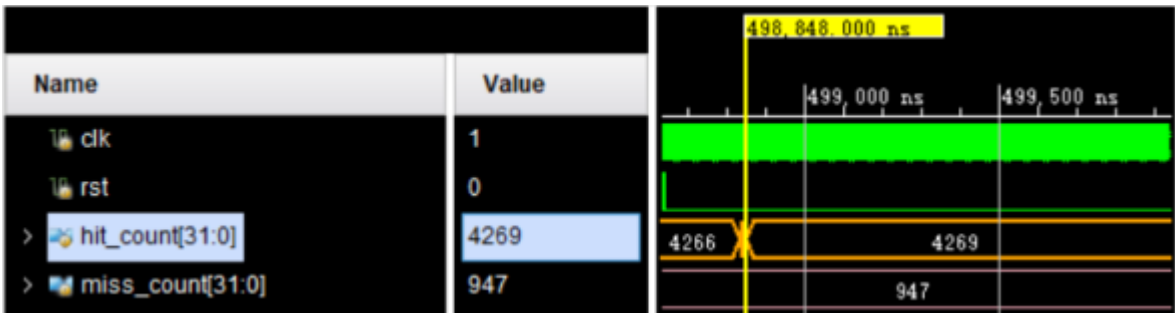 498,848.000 ns
Name Value
499,000 ns 499,500 ns
clk 1
rst 0
hit_count[31:0] 4269 4266 4269
miss_count[31:0] 947 947